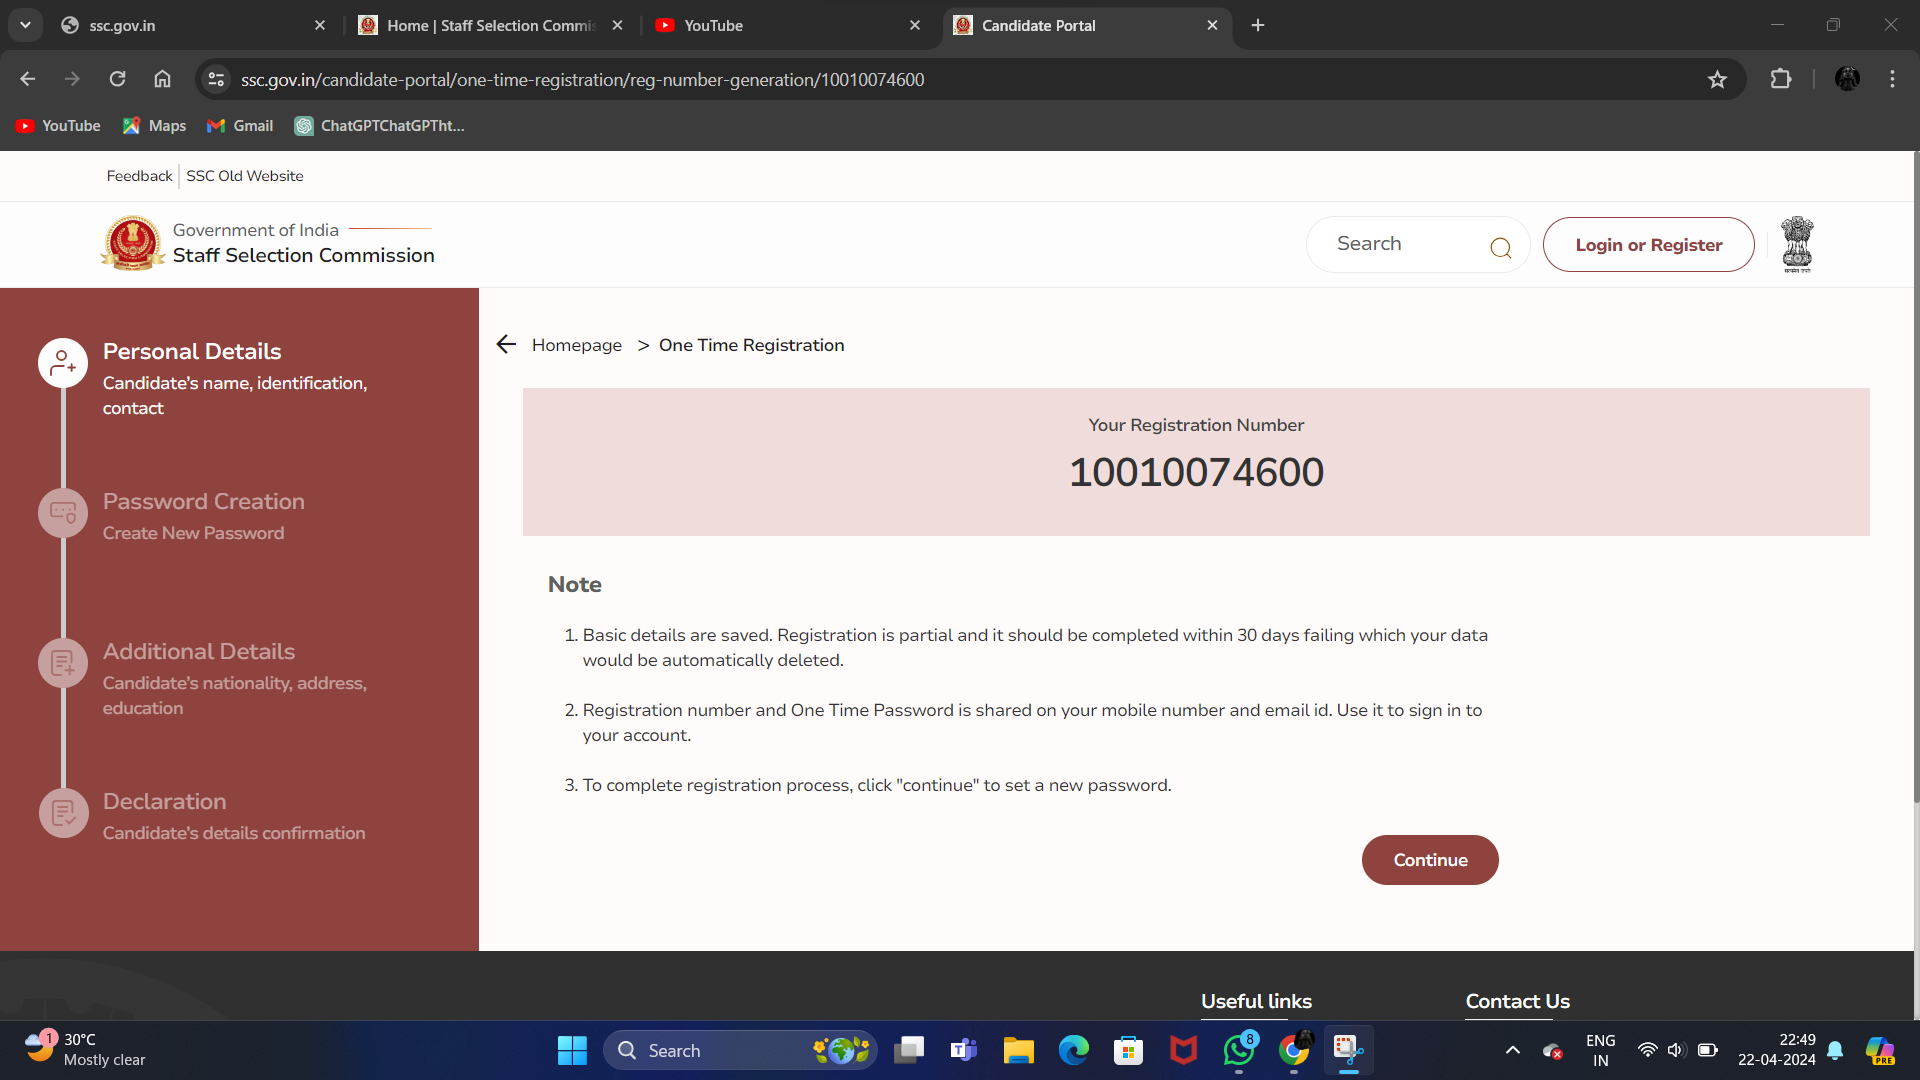 ssc.gov.in
Home | Staff Selection Commis
YouTube
Candidate Portal
ssc.gov.in/candidate-portal/one-time-registration/reg-number-generation/10010074600
YouTube
Maps
Gmail
ChatGPTChatGPTht...
Feedback
SSC Old Website
Government of India
Staff Selection Commission
Search
Login or Register
Personal Details
Candidate's name, identification,
contact
Password Creation
Create New Password
Additional Details
Candidate's nationality, address,
education
Declaration
Candidate's details confirmation
Homepage > One Time Registration
Your Registration Number
10010074600
Note
1. Basic details are saved. Registration is partial and it should be completed within 30 days failing which your data
would be automatically deleted.
2. Registration number and One Time Password is shared on your mobile number and email id. Use it to sign in to
your account.
3. To complete registration process, click "continue" to set a new password.
Continue
Useful links
Contact Us
1
30°C
Mostly clear
Search
8
ENG
IN
22:49
22-04-2024
PRE